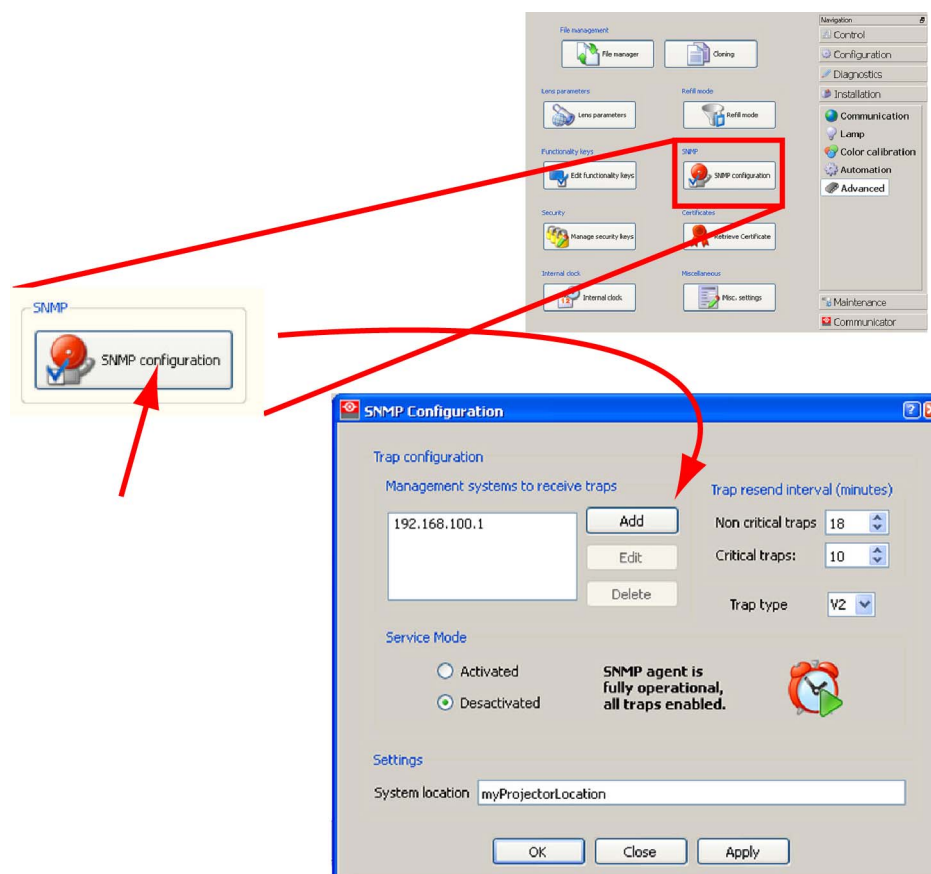 File management
File manager
Cloning
Lens parameters
Refill mode
Lens parameters
Refill mode
Functionality keys
SNMP
Edit functionality keys
SNMP configuration
Security
Certificates
Manage security keys
Retrieve Certificate
Internal clock
Miscellaneous
12
Internal clock
Misc. settings
Navigation
Control
Configuration
Diagnostics
Installation
Communication
Lamp
Color calibration
Automation
Advanced
Maintenance
Communicator
SNMP
SNMP configuration
SNMP Configuration
Trap configuration
Management systems to receive traps
192.168.100.1
Add
Edit
Delete
Trap resend interval (minutes)
Non critical traps 18
Critical traps: 10
Trap type V2
Service Mode
Activated
Desactivated
SNMP agent is
fully operational,
all traps enabled.
Settings
System location myProjectorLocation
OK Close Apply